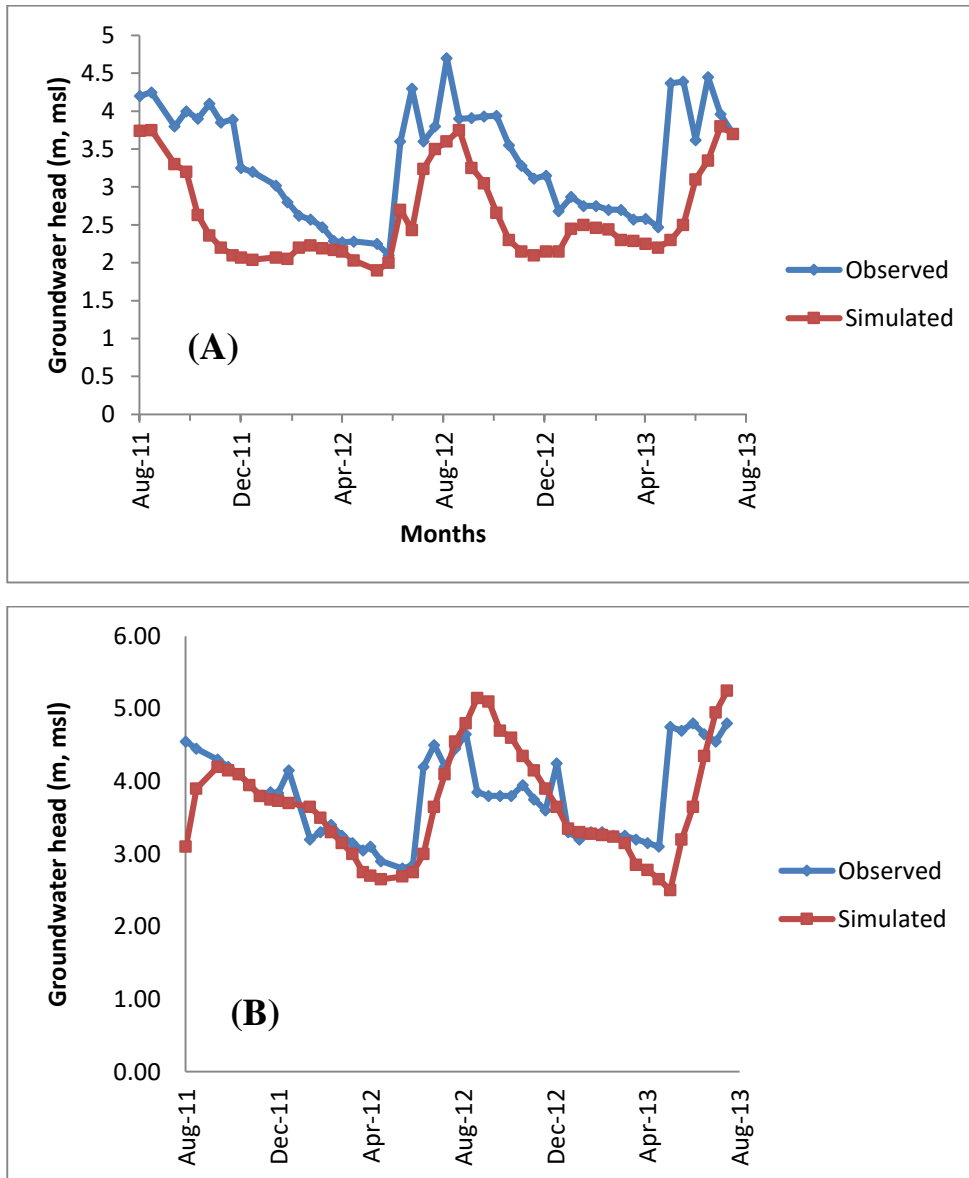 Groundwaer head (m, msl)
5
4.5
4
3.5
3
2.5
2
1.5
1
0.5
0
(A)
Aug-11
Dec-11
Apr-12
Aug-12
Dec-12
Apr-13
Aug-13
Months
Observed
Simulated
Groundwater head (m, msl)
6.00
5.00
4.00
3.00
2.00
1.00
0.00
(B)
Aug-11
Dec-11
Apr-12
Aug-12
Dec-12
Apr-13
Aug-13
Observed
Simulated